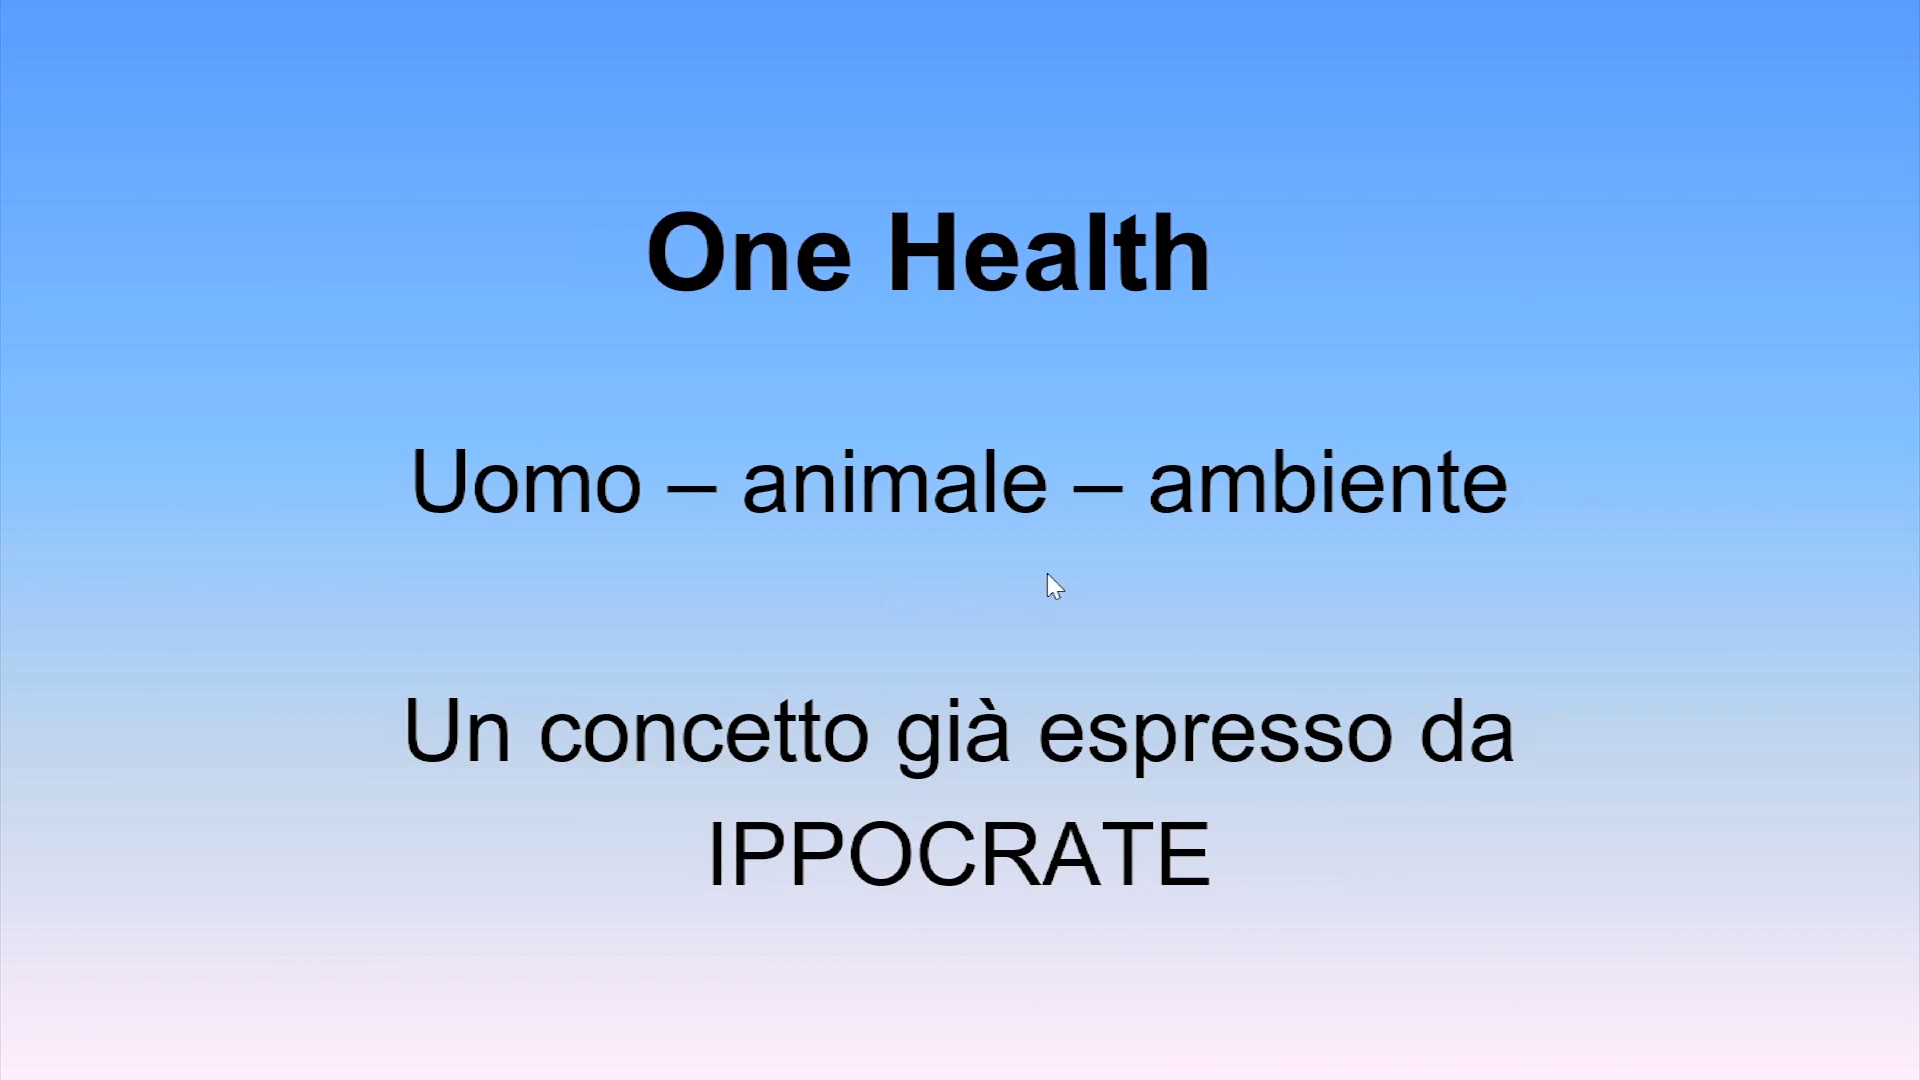 One Health
Uomo – animale – ambiente
Un concetto già espresso da
IPPOCRATE